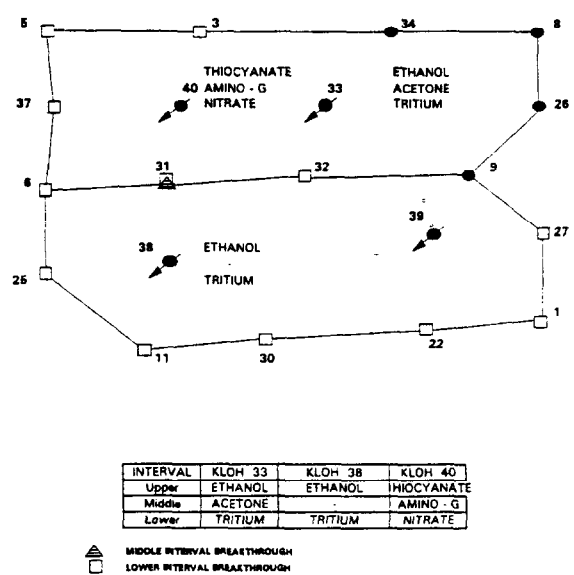 5 3 34 8
THIOCYANATE ETHANOL
37 40 AMINO - G 33 ACETONE 26
NITRATE TRITIUM
31 32 9
6
39
38 ETHANOL 27
TRITIUM
25
1
11 30 22
INTERVAL KLOH 33 KLOH 38 KLOH 40
Upper ETHANOL ETHANOL THIOCYANATE
Middle ACETONE - AMINO - G
Lower TRITIUM TRITIUM NITRATE
MIDDLE INTERVAL BREAKTHROUGH
LOWER INTERVAL BREAKTHROUGH